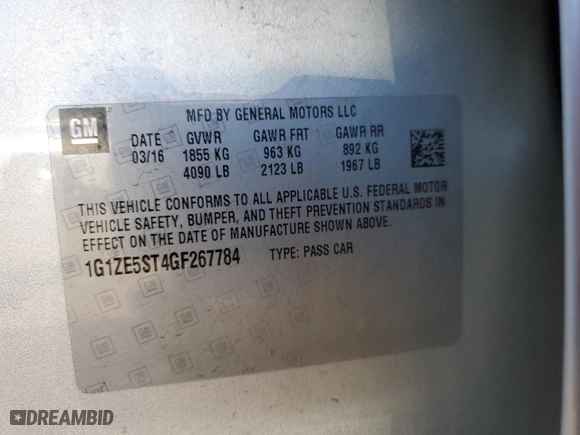 GM
MFD BY GENERAL MOTORS LLC
DATE GVWR GAWR FRT GAWR RR
03/16 1855 KG 963 KG 892 KG
4090 LB 2123 LB 1967 LB
THIS VEHICLE CONFORMS TO ALL APPLICABLE U.S. FEDERAL MOTOR
VEHICLE SAFETY, BUMPER, AND THEFT PREVENTION STANDARDS IN
EFFECT ON THE DATE OF MANUFACTURE SHOWN ABOVE.
1G1ZE5ST4GF267784 TYPE: PASS CAR
DREAMBID